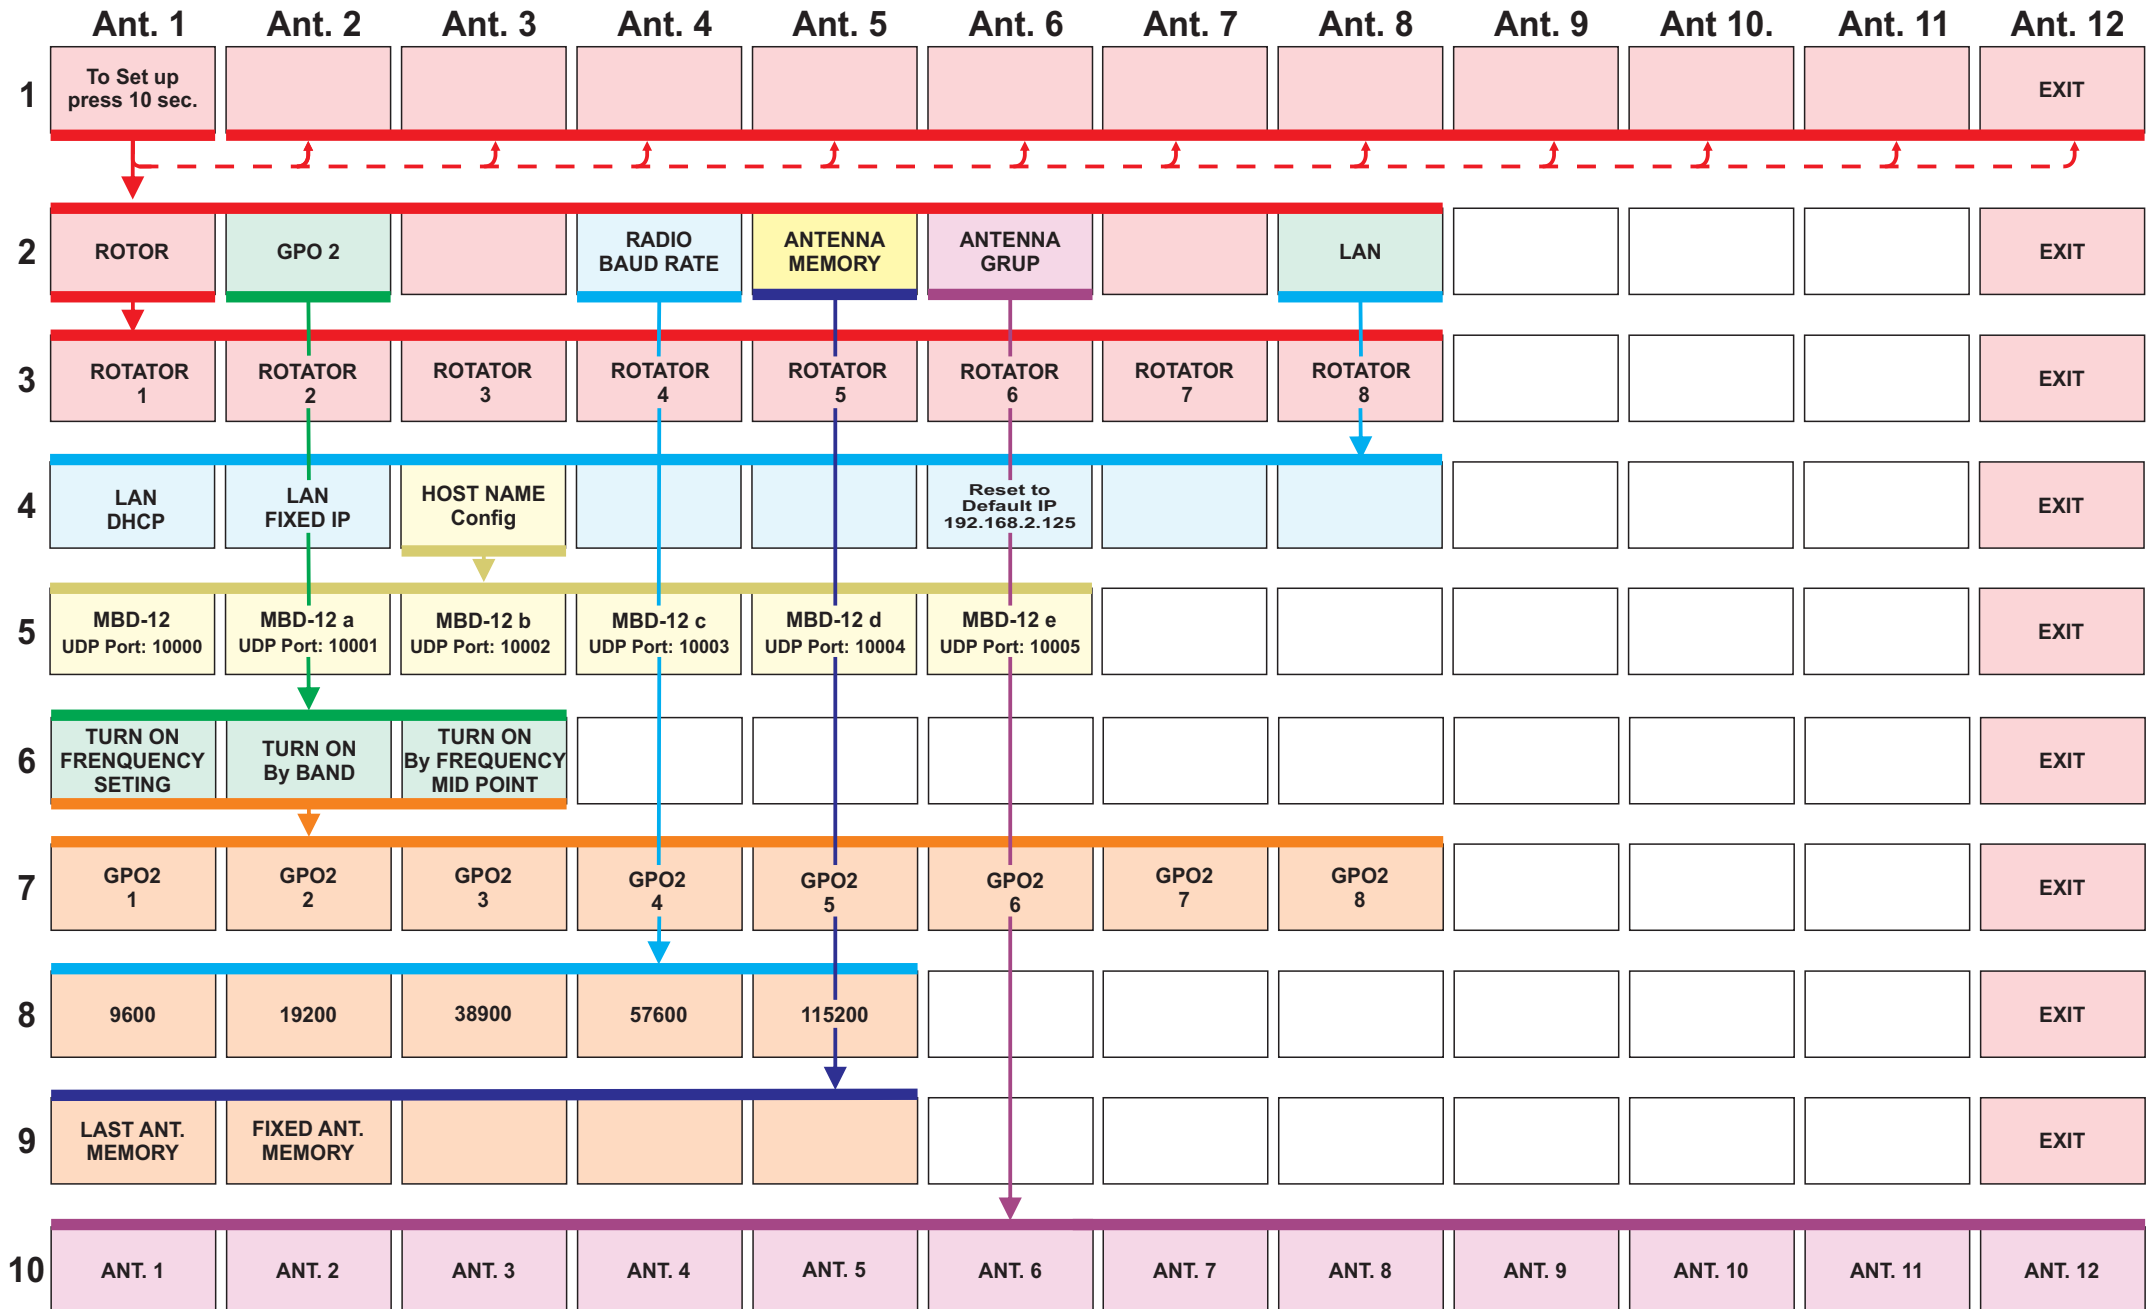 Ant. 1 Ant. 2 Ant. 3 Ant. 4 Ant. 5 Ant. 6 Ant. 7 Ant. 8 Ant. 9 Ant 10. Ant. 11 Ant. 12
1
To Set up
press 10 sec.
EXIT
2
ROTOR
GPO 2
RADIO
BAUD RATE
ANTENNA
MEMORY
ANTENNA
GRUP
LAN
EXIT
3
ROTATOR
1
ROTATOR
2
ROTATOR
3
ROTATOR
4
ROTATOR
5
ROTATOR
6
ROTATOR
7
ROTATOR
8
EXIT
4
LAN
DHCP
LAN
FIXED IP
HOST NAME
Config
Reset to
Default IP
192.168.2.125
EXIT
5
MBD-12
UDP Port: 10000
MBD-12 a
UDP Port: 10001
MBD-12 b
UDP Port: 10002
MBD-12 c
UDP Port: 10003
MBD-12 d
UDP Port: 10004
MBD-12 e
UDP Port: 10005
EXIT
6
TURN ON
FRENQUENCY
SETING
TURN ON
By BAND
TURN ON
By FREQUENCY
MID POINT
EXIT
7
GPO2
1
GPO2
2
GPO2
3
GPO2
4
GPO2
5
GPO2
6
GPO2
7
GPO2
8
EXIT
8
9600
19200
38900
57600
115200
EXIT
9
LAST ANT.
MEMORY
FIXED ANT.
MEMORY
EXIT
10
ANT. 1
ANT. 2
ANT. 3
ANT. 4
ANT. 5
ANT. 6
ANT. 7
ANT. 8
ANT. 9
ANT. 10
ANT. 11
ANT. 12